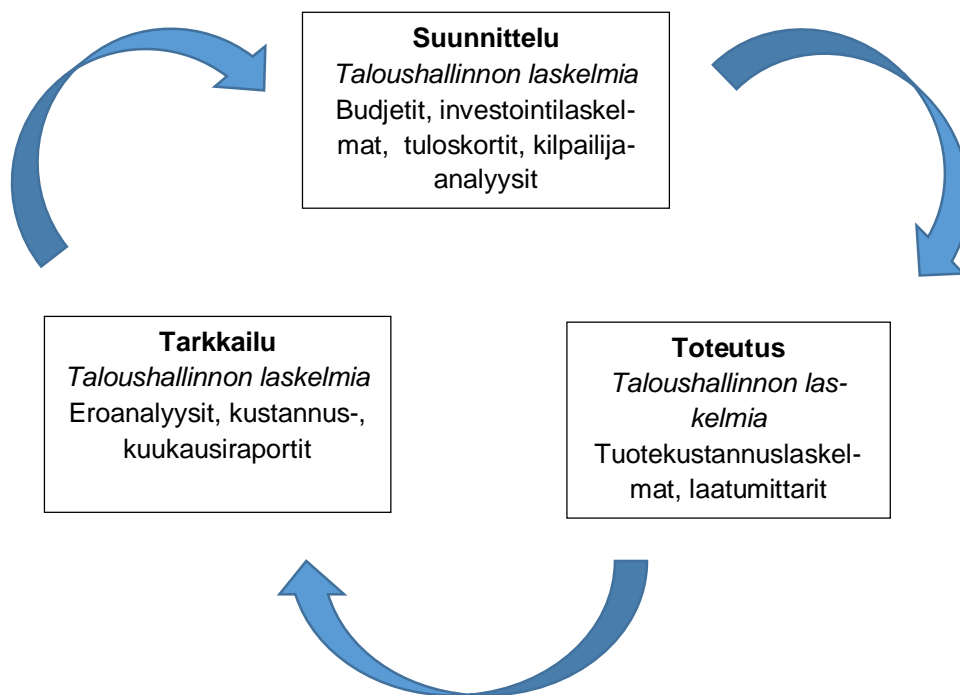 Suunnittelu
Taloushallinnon laskelmia
Budjetit, investointilaskel-
mat, tuloskortit, kilpailija-
analyysit
Tarkkailu
Taloushallinnon laskelmia
Eroanalyysit, kustannus-,
kuukausiraportit
Toteutus
Taloushallinnon las-
kelmia
Tuotekustannuslaskel-
mat, laatumittarit